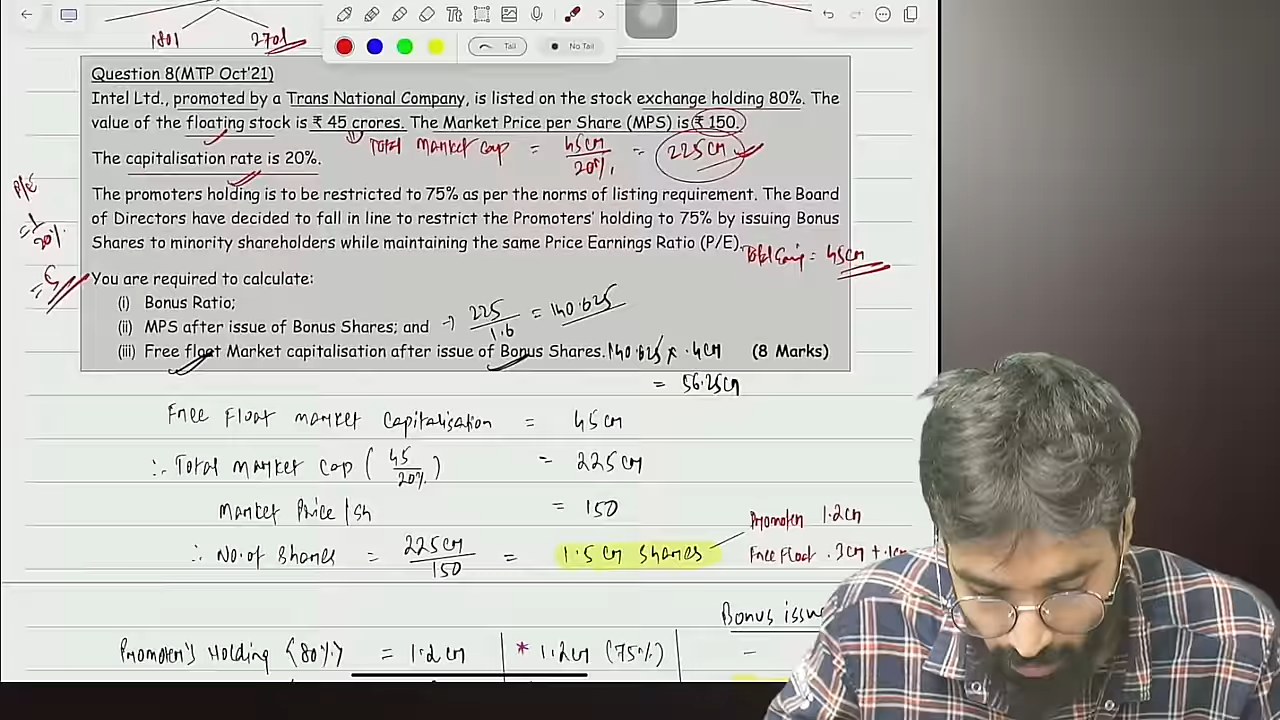 1801 2701
Tail
No Tail
Question 8(MTP Oct'21)
Intel Ltd., promoted by a Trans National Company, is listed on the stock exchange holding 80%. The
value of the floating stock is ₹ 45 crores. The Market Price per Share (MPS) is ₹ 150.
Total market cap = 45cr/20% = 225cr
The capitalisation rate is 20%.
P/E = 1/20% = 5
The promoters holding is to be restricted to 75% as per the norms of listing requirement. The Board
of Directors have decided to fall in line to restrict the Promoters' holding to 75% by issuing Bonus
Shares to minority shareholders while maintaining the same Price Earnings Ratio (P/E).
= 45cr
You are required to calculate:
(i) Bonus Ratio;
(ii) MPS after issue of Bonus Shares; and → 225/1.6 = 140.625
(iii) Free float Market capitalisation after issue of Bonus Shares. 140.625 x .4cr (8 Marks)
= 56.25cr
Free Float market Capitalisation = 45cr
∴ Total market cap (45/20%) = 225cr
market Price/sh = 150
∴ No. of shares = 225cr/150 = 1.5 cr shares
Promoter 1.2cr
Free Float .3cr + .1cr
Bonus issu
Promoter's Holding {80%} = 1.2cr * 1.2cr (75%) -